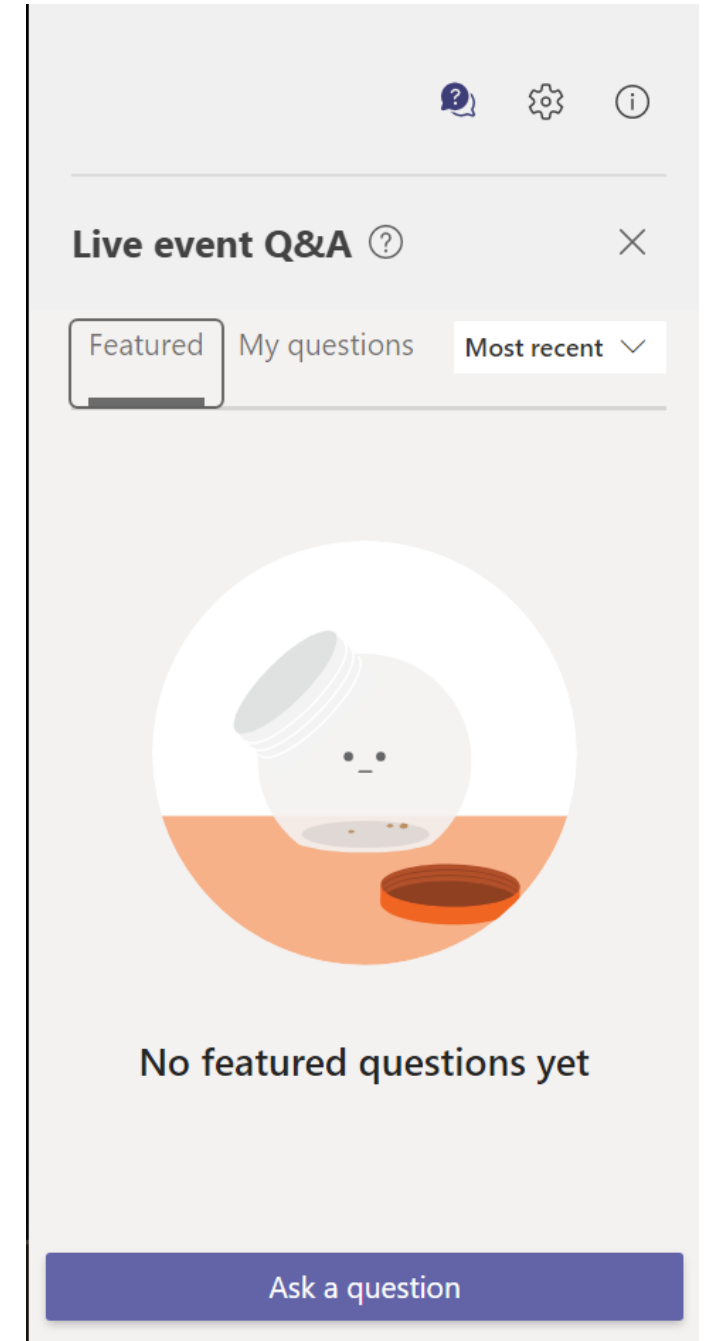 Live event Q&A
Featured My questions Most recent
No featured questions yet
Ask a question